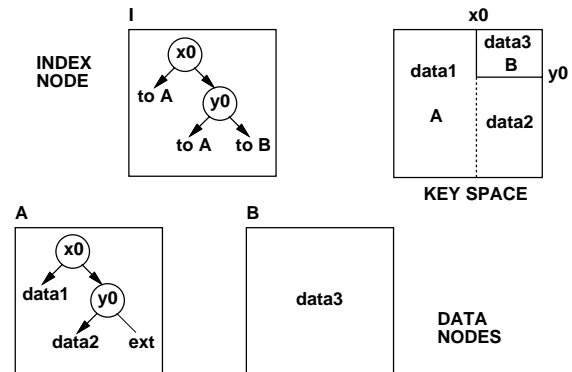 I
x0
INDEX
NODE
x0
to A
y0
to A
to B
data1
data3
B
y0
A
data2
KEY SPACE
A
B
x0
data1
y0
data2
ext
data3
DATA
NODES